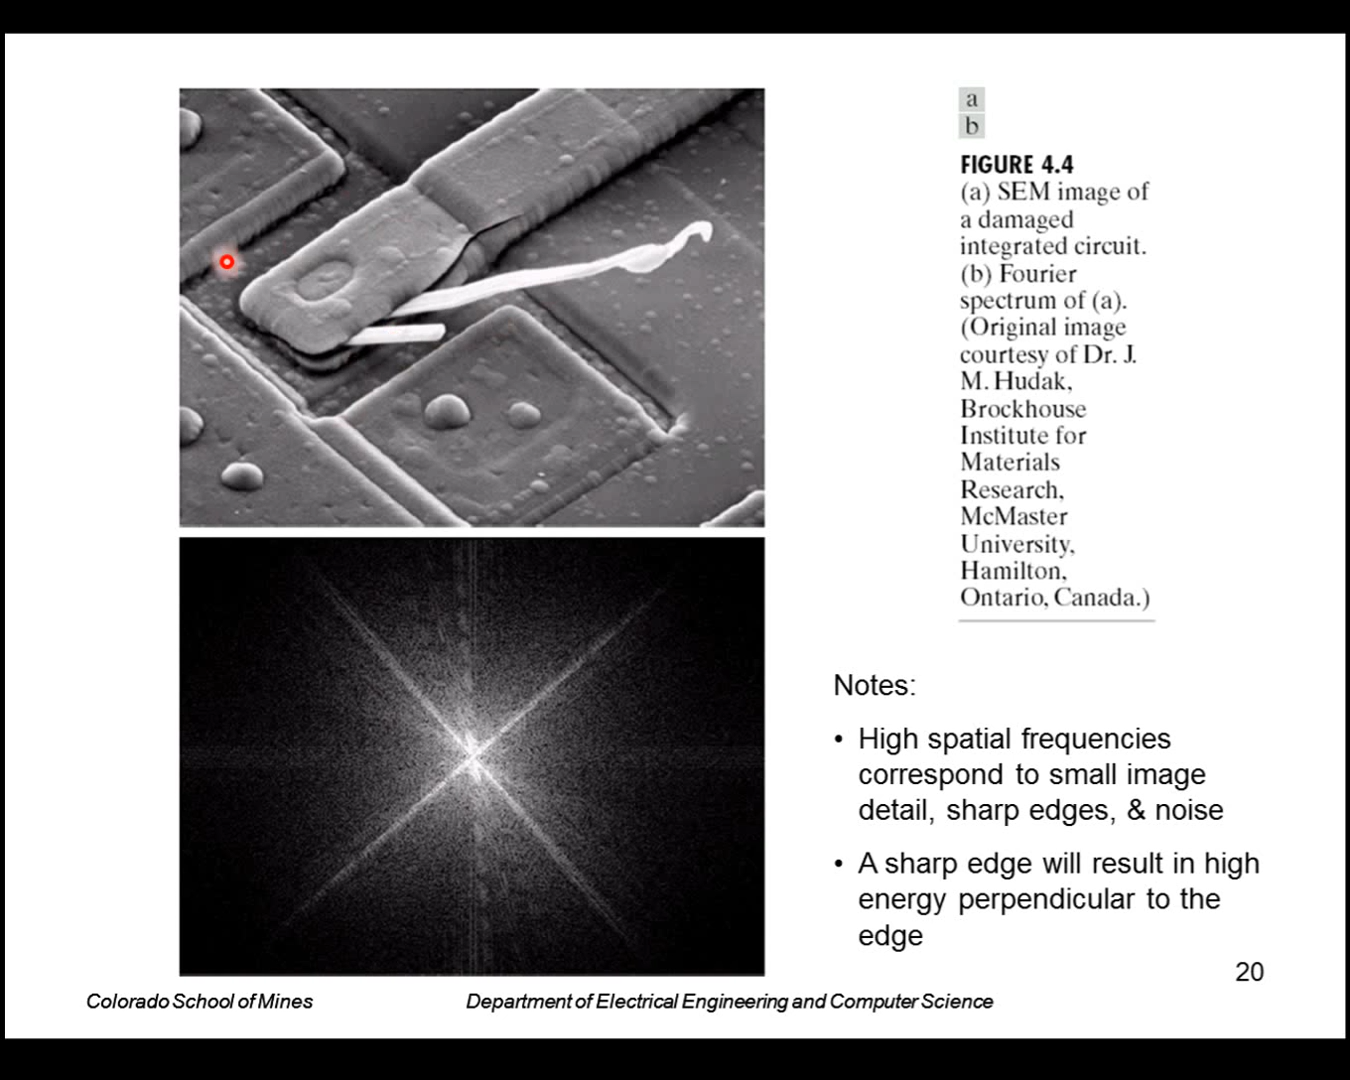 a
b
FIGURE 4.4
(a) SEM image of
a damaged
integrated circuit.
(b) Fourier
spectrum of (a).
(Original image
courtesy of Dr. J.
M. Hudak,
Brockhouse
Institute for
Materials
Research,
McMaster
University,
Hamilton,
Ontario, Canada.)
Notes:
• High spatial frequencies
correspond to small image
detail, sharp edges, & noise
• A sharp edge will result in high
energy perpendicular to the
edge
20
Colorado School of Mines
Department of Electrical Engineering and Computer Science